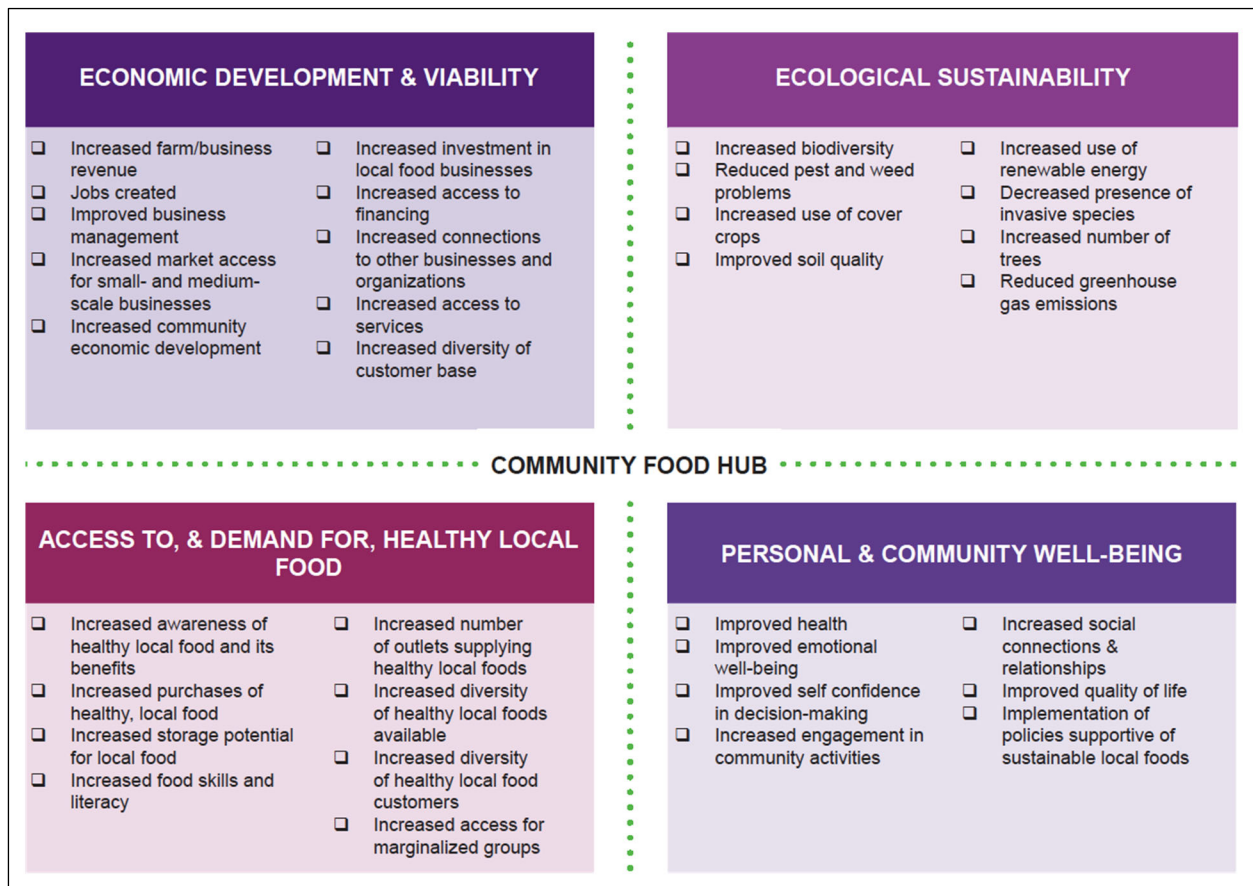 ECONOMIC DEVELOPMENT & VIABILITY
Increased farm/business
revenue
Jobs created
Improved business
management
Increased market access
for small- and medium-
scale businesses
Increased community
economic development
Increased investment in
local food businesses
Increased access to
financing
Increased connections
to other businesses and
organizations
Increased access to
services
Increased diversity of
customer base
ECOLOGICAL SUSTAINABILITY
Increased biodiversity
Reduced pest and weed
problems
Increased use of cover
crops
Improved soil quality
Increased use of
renewable energy
Decreased presence of
invasive species
Increased number of
trees
Reduced greenhouse
gas emissions
COMMUNITY FOOD HUB
ACCESS TO, & DEMAND FOR, HEALTHY LOCAL
FOOD
Increased awareness of
healthy local food and its
benefits
Increased purchases of
healthy, local food
Increased storage potential
for local food
Increased food skills and
literacy
Increased number
of outlets supplying
healthy local foods
Increased diversity
of healthy local foods
available
Increased diversity
of healthy local food
customers
Increased access for
marginalized groups
PERSONAL & COMMUNITY WELL-BEING
Improved health
Improved emotional
well-being
Improved self confidence
in decision-making
Increased engagement in
community activities
Increased social
connections &
relationships
Improved quality of life
Implementation of
policies supportive of
sustainable local foods